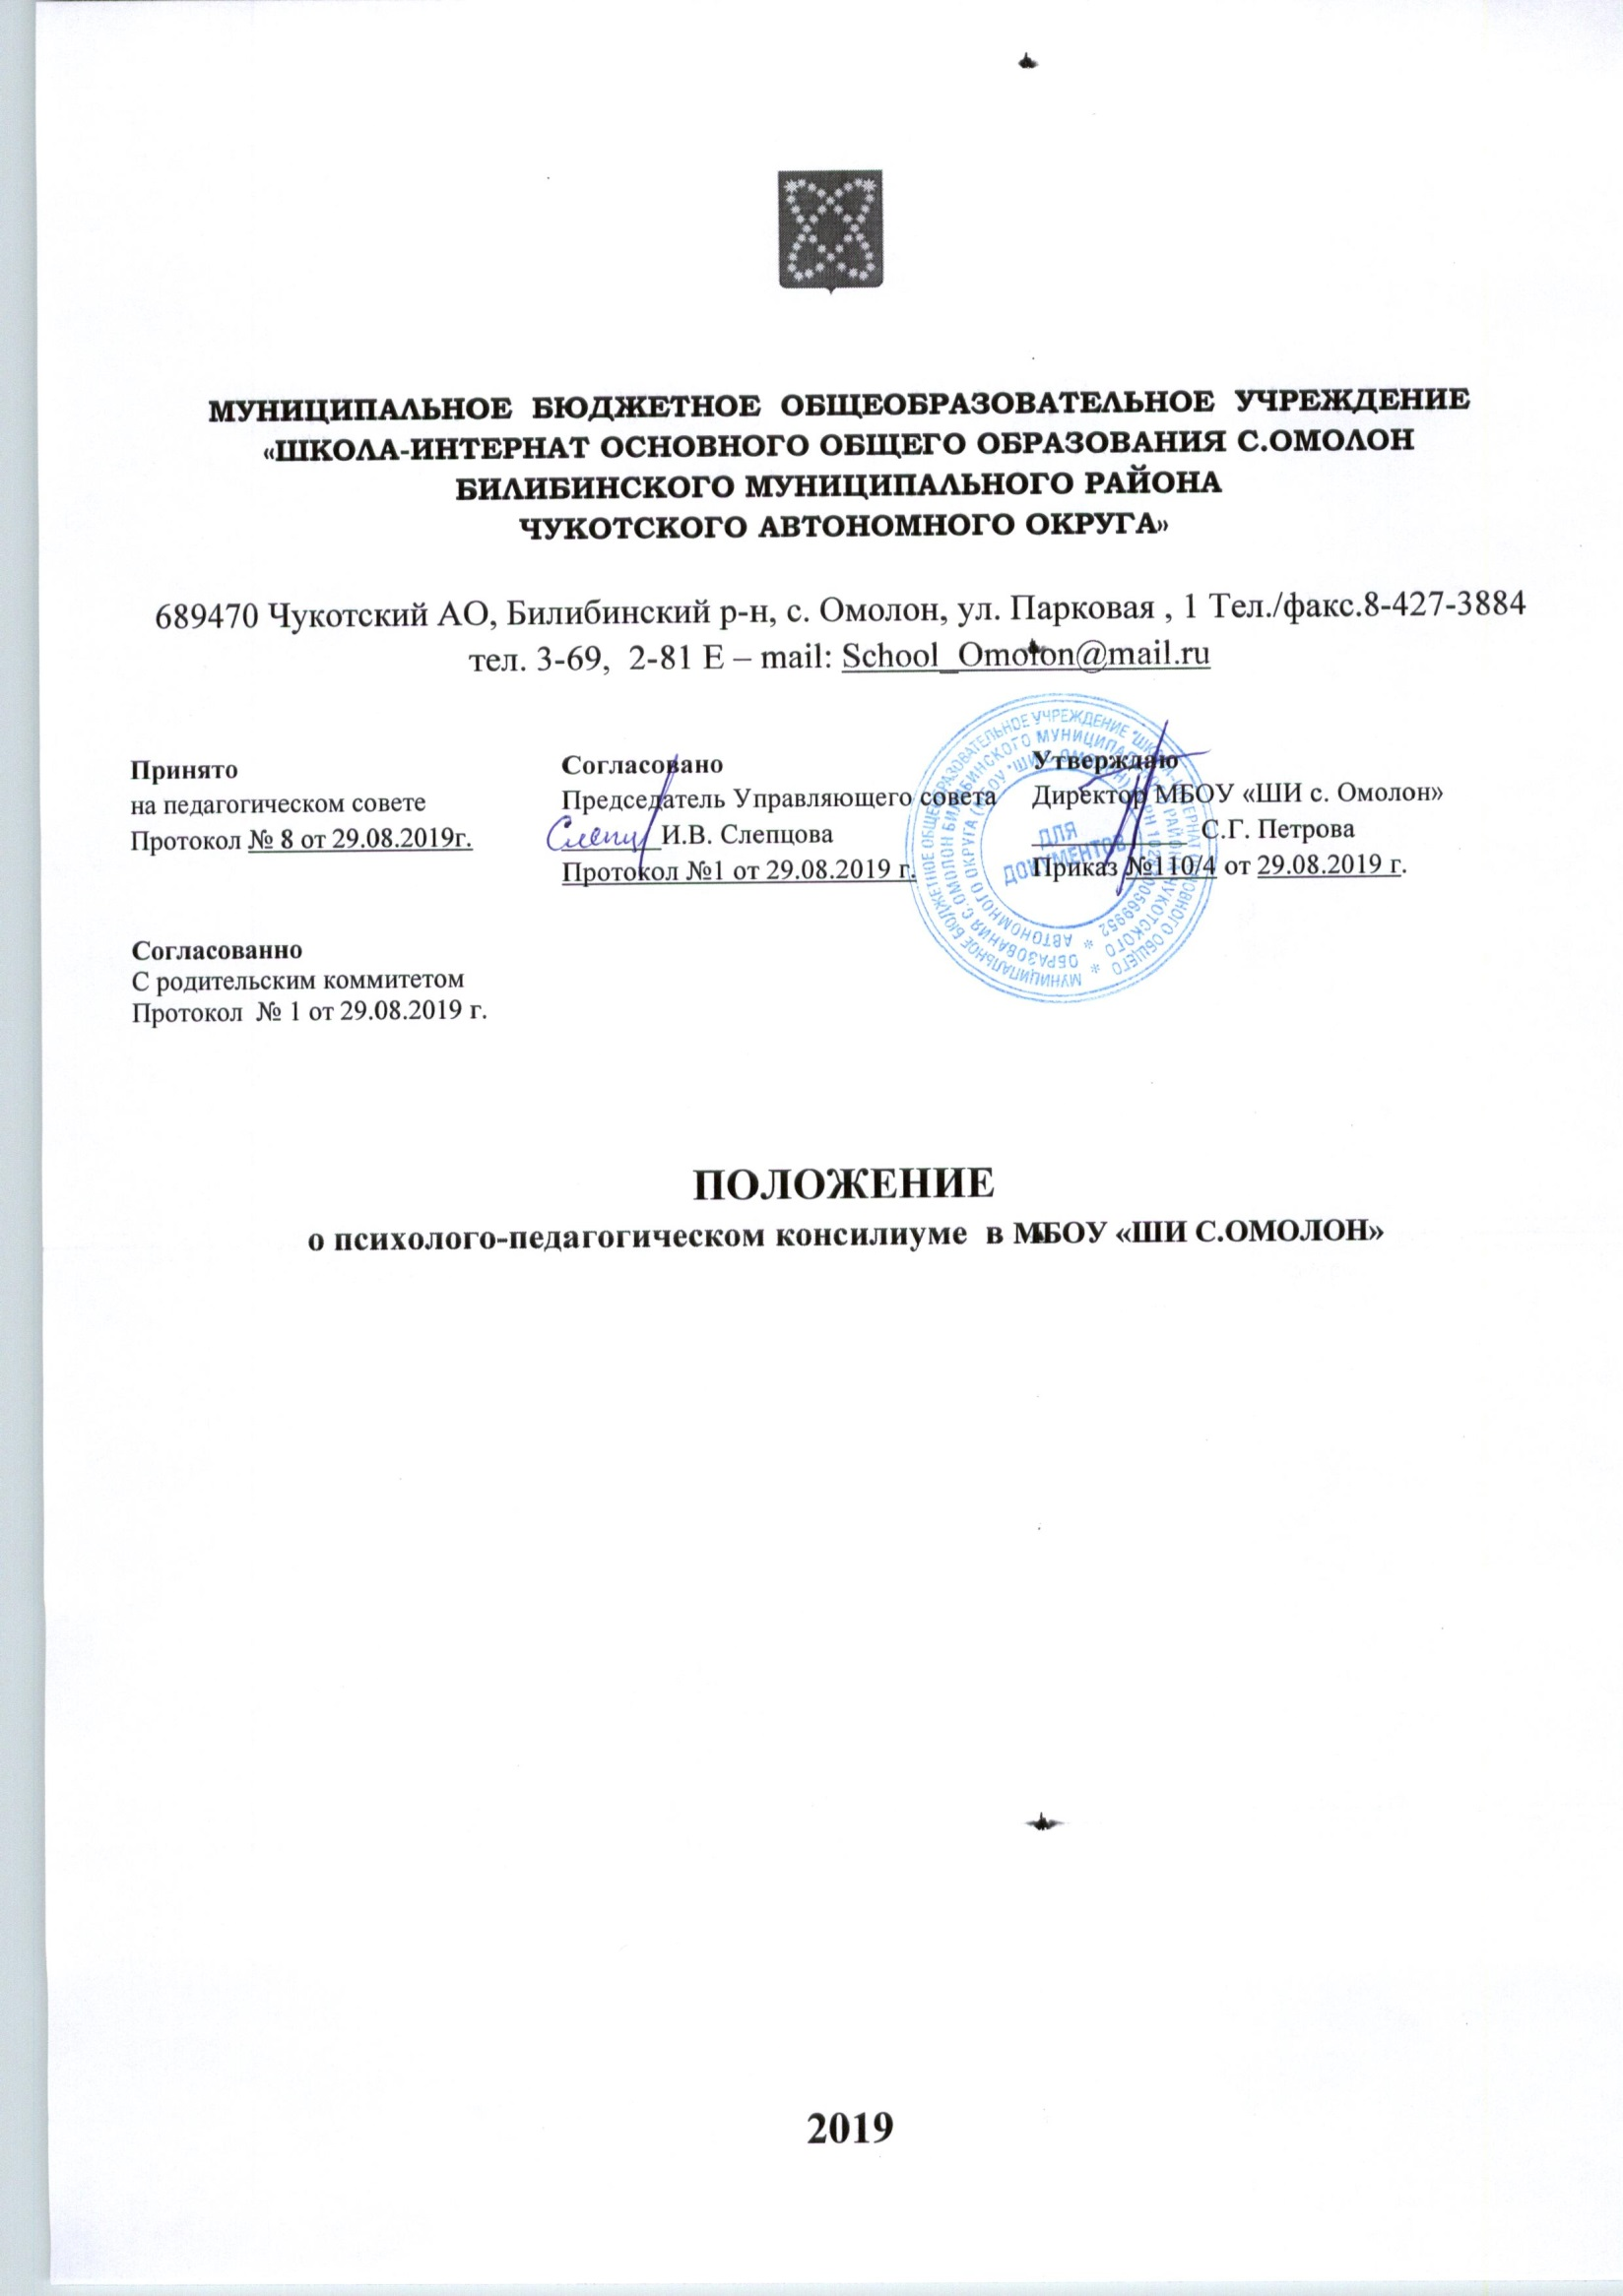 МУНИЦИПАЛЬНОЕ БЮДЖЕТНОЕ ОБЩЕОБРАЗОВАТЕЛЬНОЕ УЧРЕЖДЕНИЕ
«ШКОЛА-ИНТЕРНАТ ОСНОВНОГО ОБЩЕГО ОБРАЗОВАНИЯ С.ОМОЛОН
БИЛИБИНСКОГО МУНИЦИПАЛЬНОГО РАЙОНА
ЧУКОТСКОГО АВТОНОМНОГО ОКРУГА»
689470 Чукотский АО, Билибинский р-н, с. Омолон, ул. Парковая , 1 Тел./факс.8-427-3884
тел. 3-69, 2-81 E – mail: School_Omolon@mail.ru
Принято
на педагогическом совете
Протокол № 8 от 29.08.2019г.
Согласовано
Председатель Управляющего совета
И.В. Слепцова
Протокол №1 от 29.08.2019 г.
Утверждаю
Директор МБОУ «ШИ с. Омолон»
С.Г. Петрова
Приказ №110/4 от 29.08.2019 г.
ДЛЯ
ДОКУМЕНТОВ
Согласованно
С родительским коммитетом
Протокол № 1 от 29.08.2019 г.
ПОЛОЖЕНИЕ
о психолого-педагогическом консилиуме в МБОУ «ШИ С.ОМОЛОН»
2019